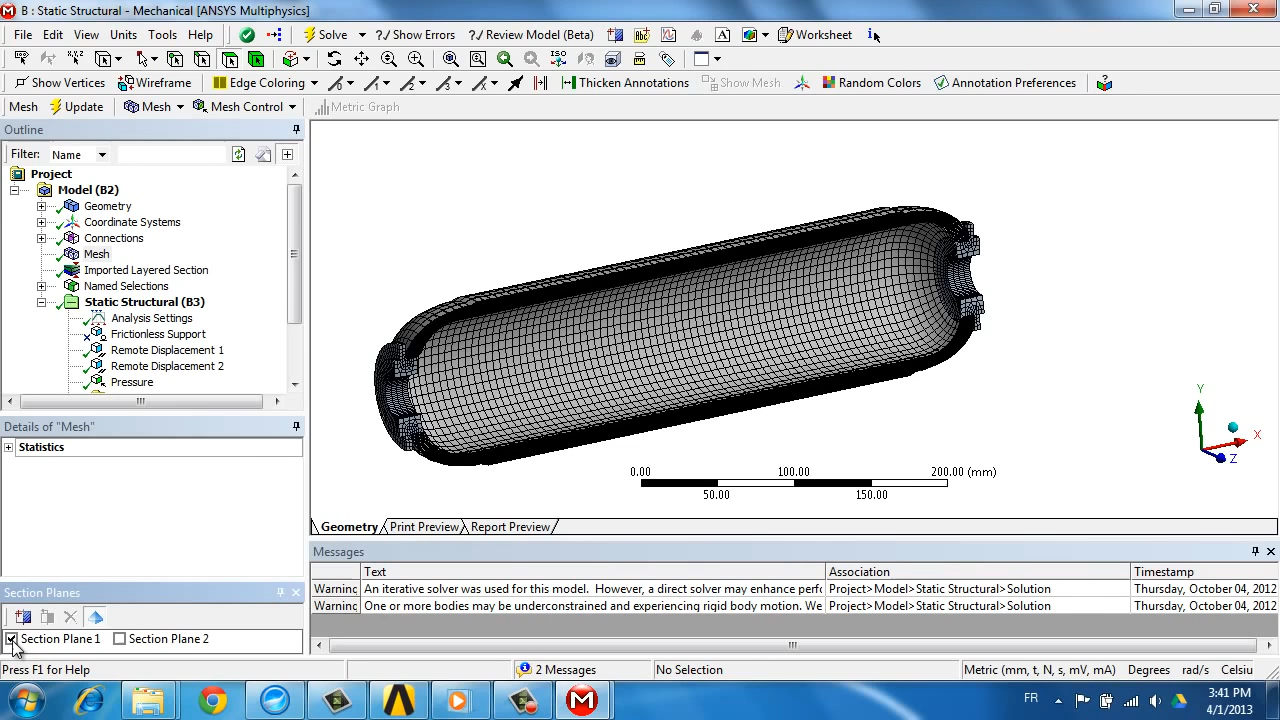 B : Static Structural - Mechanical [ANSYS Multiphysics]
File Edit View Units Tools Help Solve ?/ Show Errors ?/ Review Model (Beta) A Worksheet i
Show Vertices Wireframe Edge Coloring Thicken Annotations Show Mesh Random Colors Annotation Preferences
Mesh Update Mesh Mesh Control Metric Graph
Outline
Filter: Name
Project
Model (B2)
Geometry
Coordinate Systems
Connections
Mesh
Imported Layered Section
Named Selections
Static Structural (B3)
Analysis Settings
Frictionless Support
Remote Displacement 1
Remote Displacement 2
Pressure
Details of "Mesh"
Statistics
Section Planes
Section Plane 1 Section Plane 2
Y
X
Z
0.00 100.00 200.00 (mm)
50.00 150.00
Geometry Print Preview Report Preview
Messages
Text Association Timestamp
Warning An iterative solver was used for this model. However, a direct solver may enhance perf Project>Model>Static Structural>Solution Thursday, October 04, 2012
Warning One or more bodies may be underconstrained and experiencing rigid body motion. We Project>Model>Static Structural>Solution Thursday, October 04, 2012
Press F1 for Help 2 Messages No Selection Metric (mm, t, N, s, mV, mA) Degrees rad/s Celsiu
FR 3:41 PM
4/1/2013